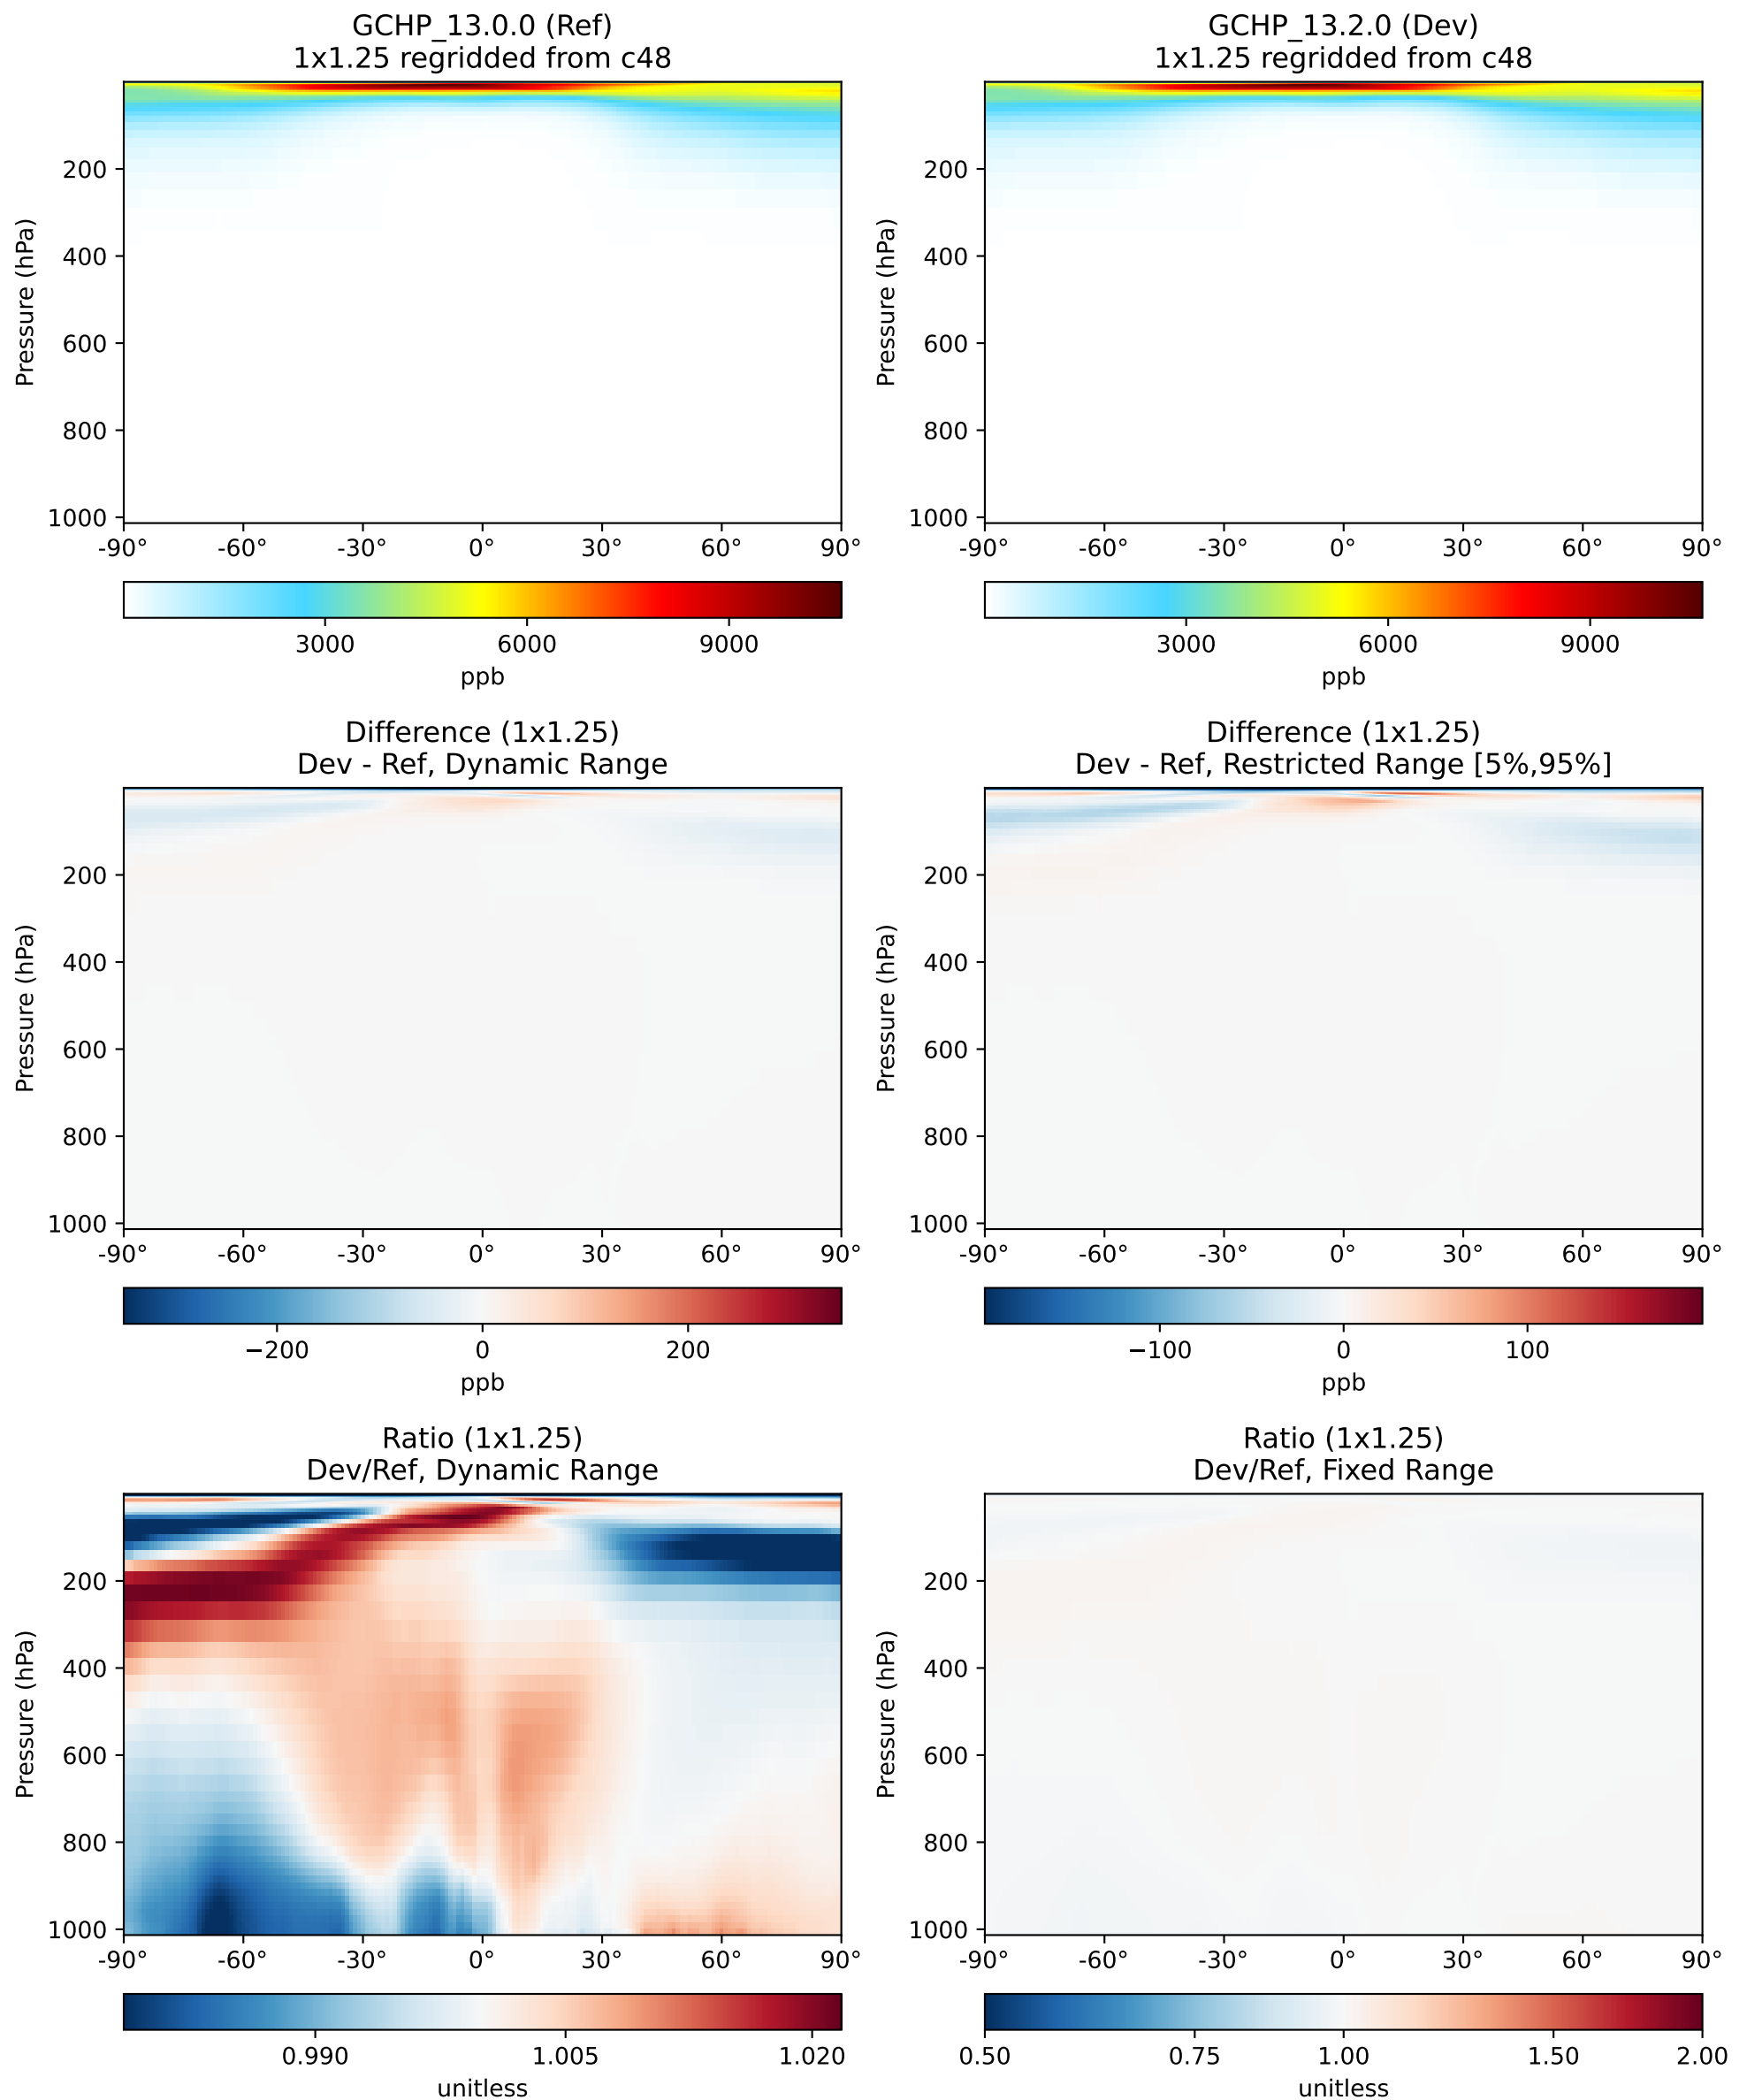 GCHP_13.0.0 (Ref)
1x1.25 regridded from c48
Pressure (hPa)
200
400
600
800
1000
-90° -60° -30° 0° 30° 60° 90°
3000 6000 9000
ppb
GCHP_13.2.0 (Dev)
1x1.25 regridded from c48
Pressure (hPa)
200
400
600
800
1000
-90° -60° -30° 0° 30° 60° 90°
3000 6000 9000
ppb
Difference (1x1.25)
Dev - Ref, Dynamic Range
Pressure (hPa)
200
400
600
800
1000
-90° -60° -30° 0° 30° 60° 90°
−200 0 200
ppb
Difference (1x1.25)
Dev - Ref, Restricted Range [5%,95%]
Pressure (hPa)
200
400
600
800
1000
-90° -60° -30° 0° 30° 60° 90°
−100 0 100
ppb
Ratio (1x1.25)
Dev/Ref, Dynamic Range
Pressure (hPa)
200
400
600
800
1000
-90° -60° -30° 0° 30° 60° 90°
0.990 1.005 1.020
unitless
Ratio (1x1.25)
Dev/Ref, Fixed Range
Pressure (hPa)
200
400
600
800
1000
-90° -60° -30° 0° 30° 60° 90°
0.50 0.75 1.00 1.50 2.00
unitless